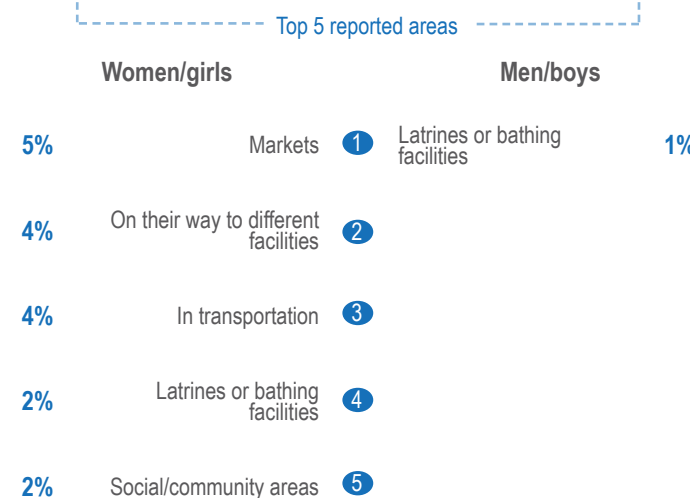 Top 5 reported areas
Women/girls
Men/boys
5%
Markets
1
Latrines or bathing
facilities
1%
4%
On their way to different
facilities
2
4%
In transportation
3
2%
Latrines or bathing
facilities
4
2%
Social/community areas
5